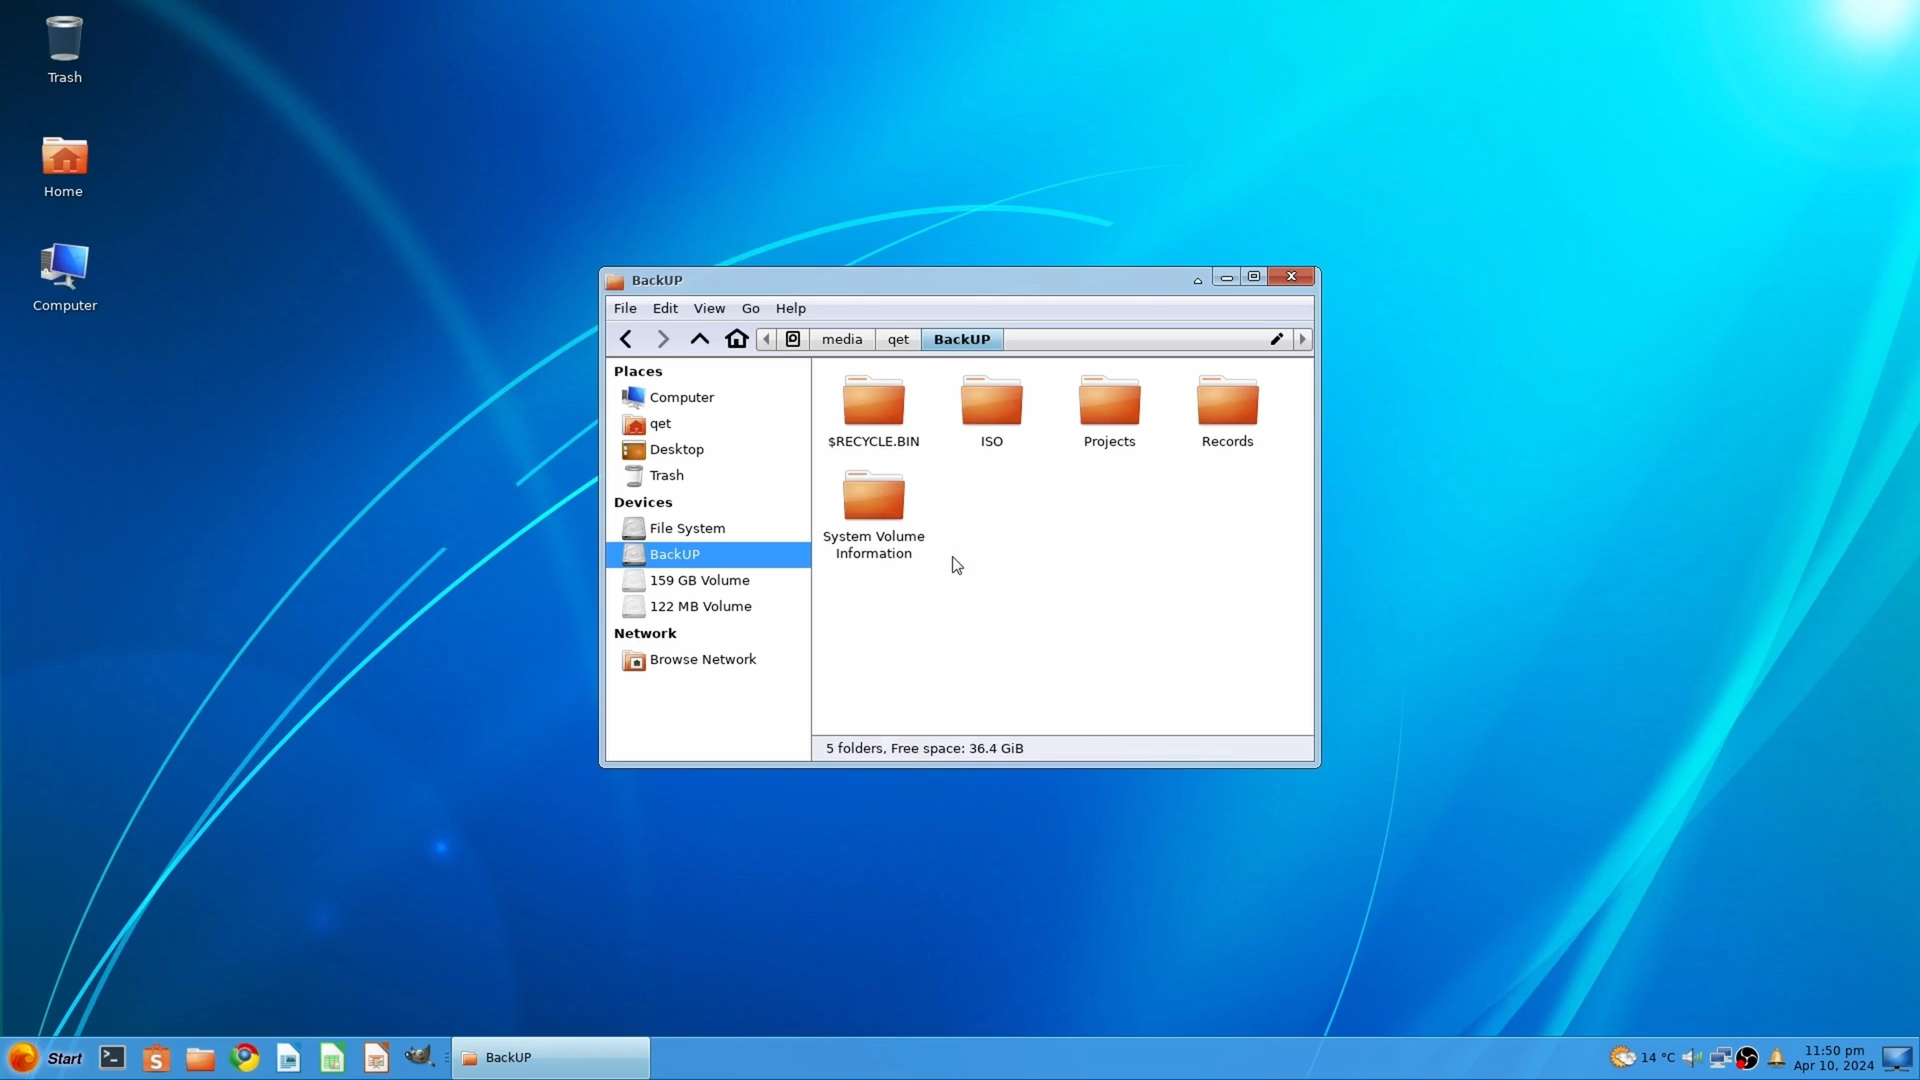 Trash
Home
Computer
BackUP
File Edit View Go Help
media qet BackUP
Places
Computer
qet
Desktop
Trash
Devices
File System
BackUP
159 GB Volume
122 MB Volume
Network
Browse Network
$RECYCLE.BIN ISO Projects Records
System Volume
Information
5 folders, Free space: 36.4 GiB
Start
BackUP
14 °C
11:50 pm
Apr 10, 2024